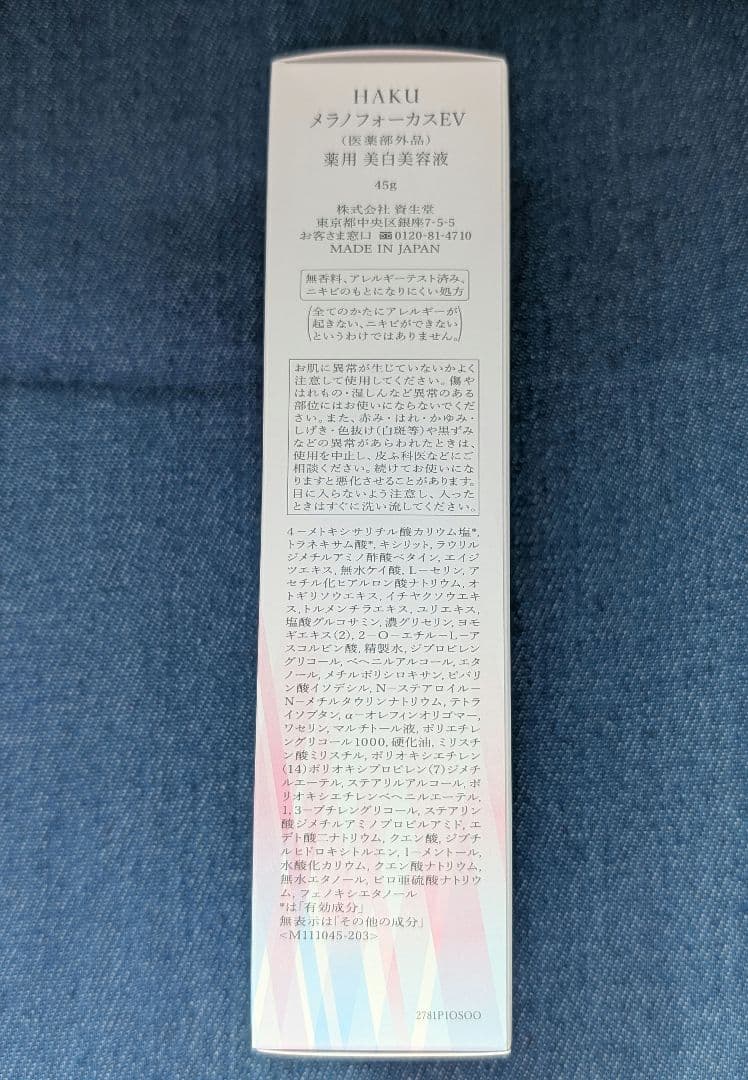 HAKU
メラノフォーカスEV
(医薬部外品)
薬用 美白美容液
45g
株式会社 資生堂
東京都中央区銀座7-5-5
お客さま窓口 0120-81-4710
MADE IN JAPAN
無香料、アレルギーテスト済み、
ニキビのもとになりにくい処方
(全てのかたにアレルギーが
起きない、ニキビができない
というわけではありません。)
お肌に異常が生じていないかよく
注意して使用してください。傷や
はれもの・湿しんなど異常のある
部位にはお使いにならないでくだ
さい。また、赤み・はれ・かゆみ・
しげき・色抜け(白斑等)や黒ずみ
などの異常があらわれたときは、
使用を中止し、皮ふ科医などにご
相談ください。続けてお使いにな
りますと悪化させることがあります。
目に入らないよう注意し、入った
ときはすぐに洗い流してください。
4-メトキシサリチル酸カリウム塩*,
トラネキサム酸*, キシリット, ラウリル
ジメチルアミノ酢酸ベタイン, エイジ
ツエキス, 無水ケイ酸, L-セリン, ア
セチル化ヒアルロン酸ナトリウム, オ
トギリソウエキス, イチヤクソウエキ
ス, トルメンチラエキス, ユリエキス,
塩酸グルコサミン, 濃グリセリン, ヨモ
ギエキス(2), 2-O-エチル-L-ア
スコルビン酸, 精製水, ジプロピレン
グリコール, ベヘニルアルコール, エタ
ノール, メチルポリシロキサン, ピバリ
ン酸イソデシル, N-ステアロイル-
N-メチルタウリンナトリウム, テトラ
イソブタン, α-オレフィンオリゴマー,
ワセリン, マルチトール液, ポリエチレ
ングリコール1000, 硬化油, ミリスチ
ン酸ミリスチル, ポリオキシエチレン
(14)ポリオキシプロピレン(7)ジメチ
ルエーテル, ステアリルアルコール, ポ
リオキシエチレンベヘニルエーテル,
1, 3-ブチレングリコール, ステアリン
酸ジメチルアミノプロピルアミド, エ
デト酸二ナトリウム, クエン酸, ジブチ
ルヒドロキシトルエン, l-メントール,
水酸化カリウム, クエン酸ナトリウム,
無水エタノール, ピロ亜硫酸ナトリウ
ム, フェノキシエタノール
*は「有効成分」
無表示は「その他の成分」
<M111045-203>
2781P10SOO